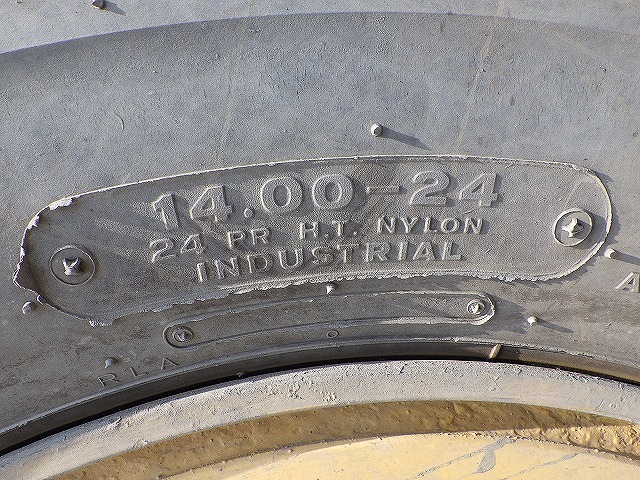 14.00-24
24 PR H.T. NYLON
INDUSTRIAL